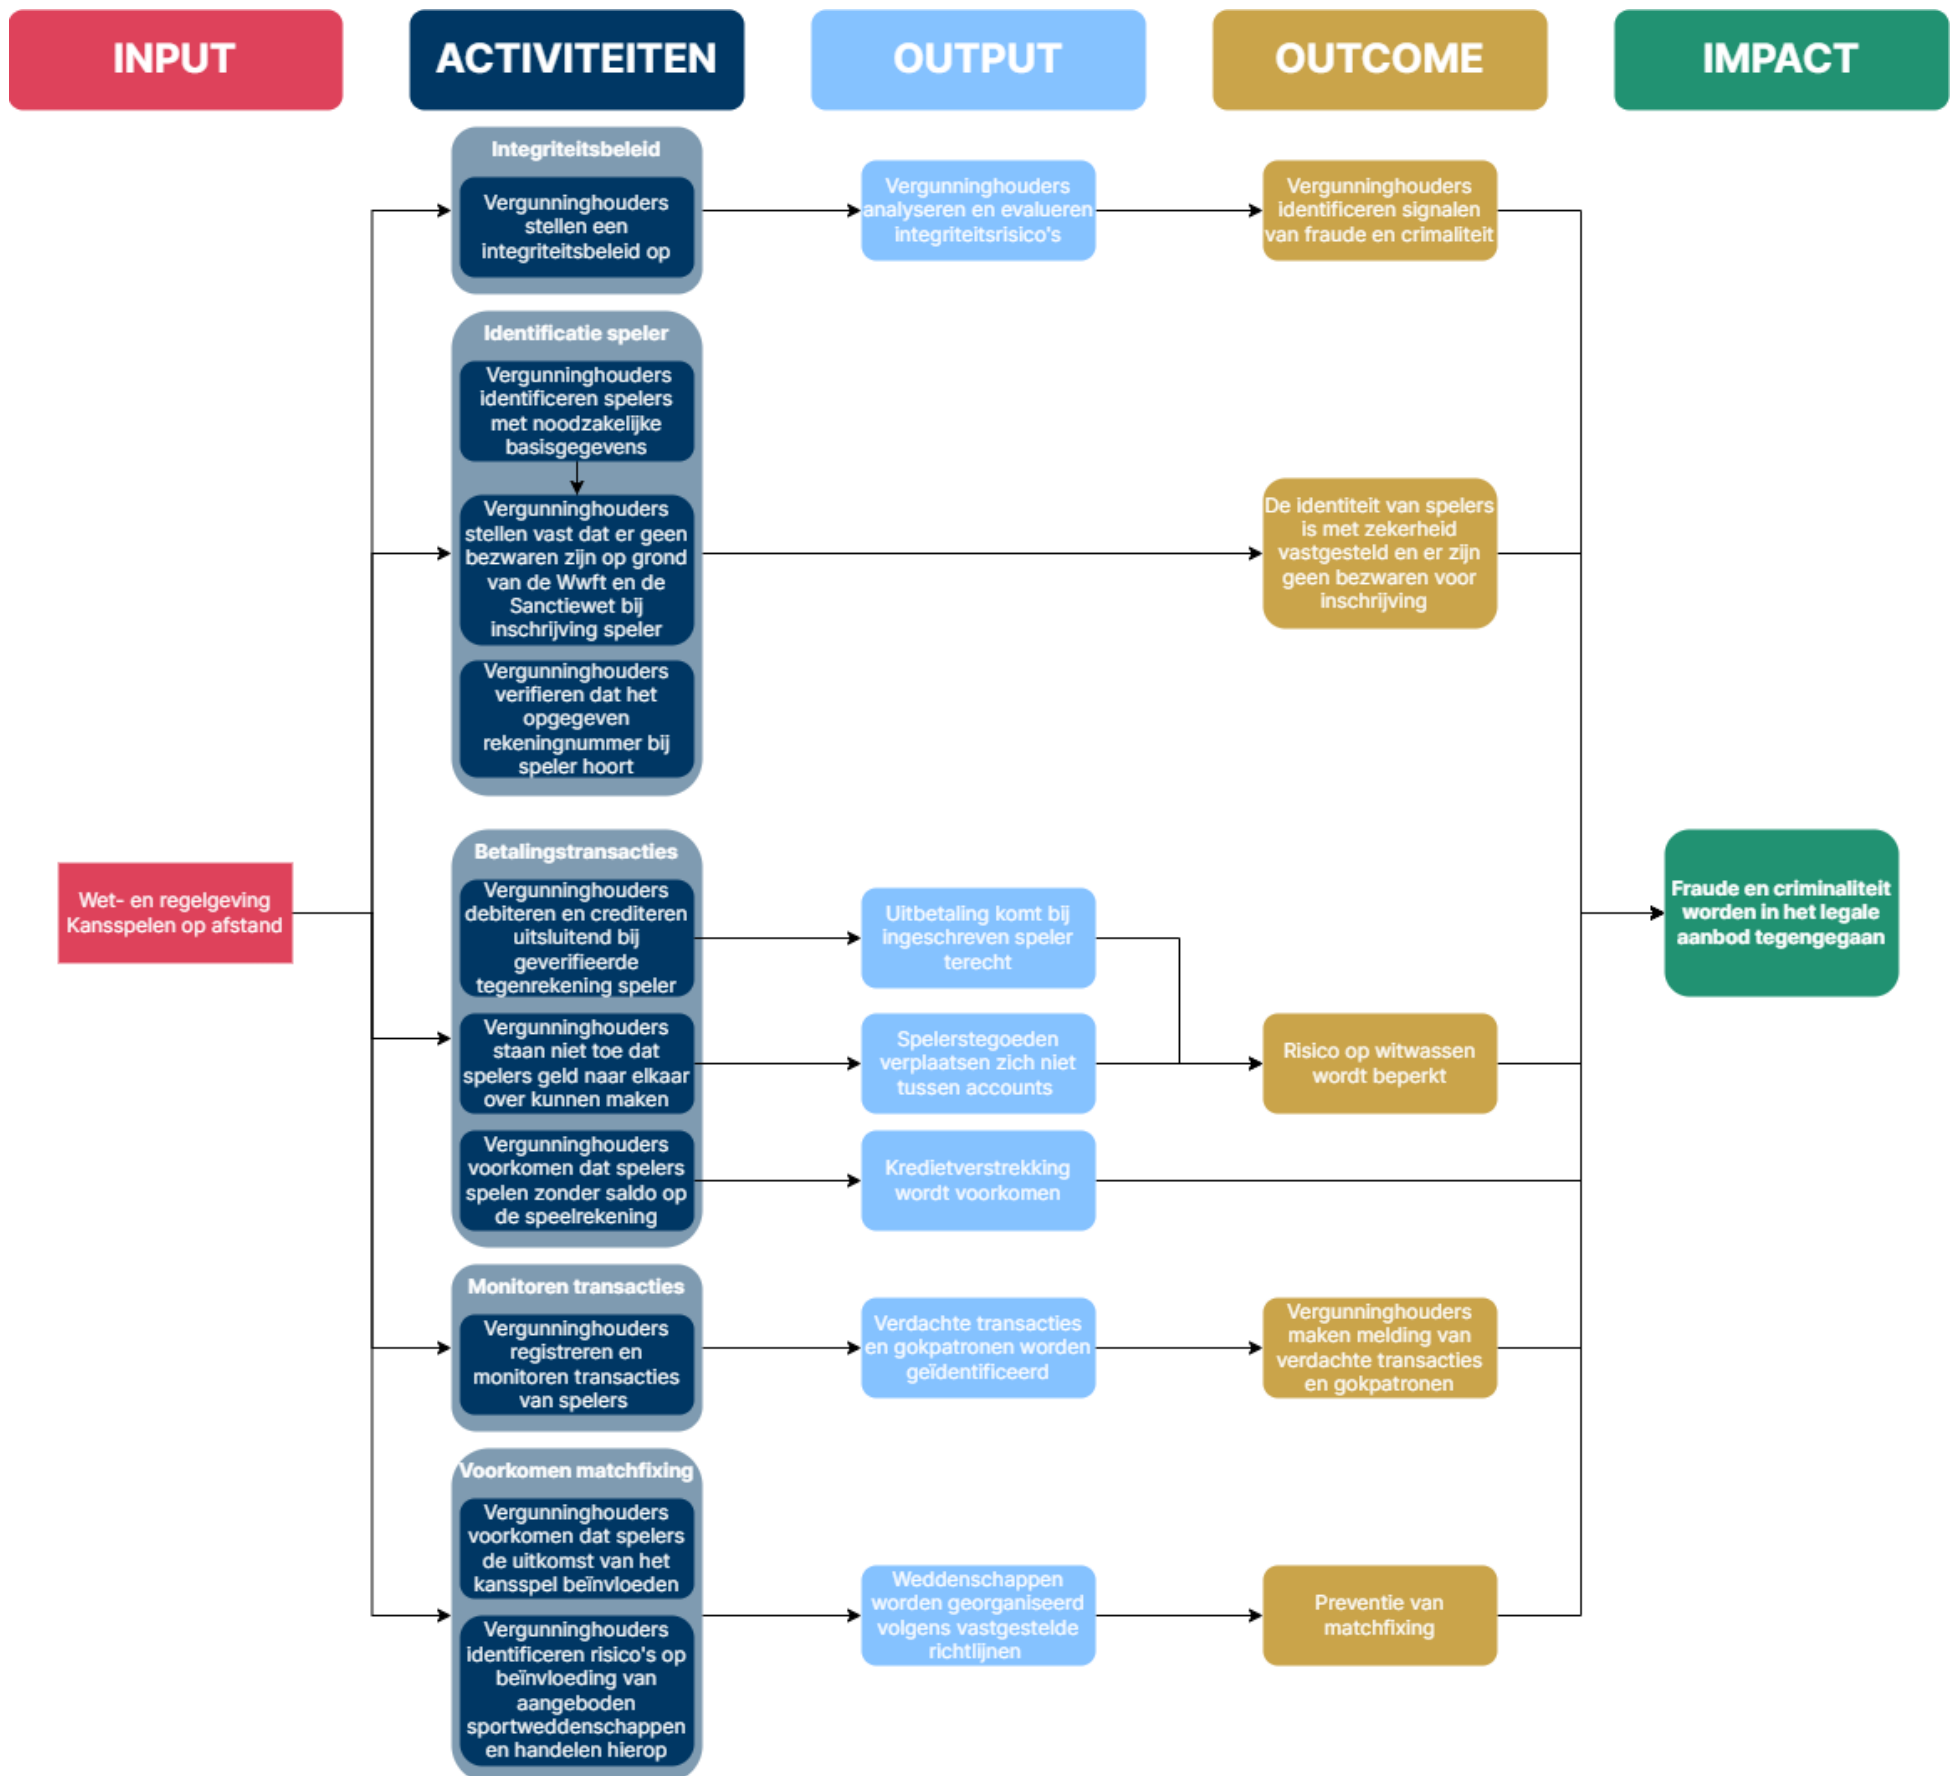 INPUT
ACTIVITEITEN
OUTPUT
OUTCOME
IMPACT
Integriteitsbeleid
Vergunninghouders
stellen een
integriteitsbeleid op
Vergunninghouders
analyseren en evalueren
integriteitsrisico's
Vergunninghouders
identificeren signalen
van fraude en crimaliteit
Identificatie speler
Vergunninghouders
identificeren spelers
met noodzakelijke
basisgegevens
Vergunninghouders
stellen vast dat er geen
bezwaren zijn op grond
van de Wwft en de
Sanctiewet bij
inschrijving speler
Vergunninghouders
verifieren dat het
opgegeven
rekeningnummer bij
speler hoort
De identiteit van spelers
is met zekerheid
vastgesteld en er zijn
geen bezwaren voor
inschrijving
Wet- en regelgeving
Kansspelen op afstand
Betalingstransacties
Vergunninghouders
debiteren en crediteren
uitsluitend bij
geverifieerde
tegenrekening speler
Vergunninghouders
staan niet toe dat
spelers geld naar elkaar
over kunnen maken
Vergunninghouders
voorkomen dat spelers
spelen zonder saldo op
de speelrekening
Uitbetaling komt bij
ingeschreven speler
terecht
Spelerstegoeden
verplaatsen zich niet
tussen accounts
Kredietverstrekking
wordt voorkomen
Risico op witwassen
wordt beperkt
Fraude en criminaliteit
worden in het legale
aanbod tegengegaan
Monitoren transacties
Vergunninghouders
registreren en
monitoren transacties
van spelers
Verdachte transacties
en gokpatronen worden
geïdentificeerd
Vergunninghouders
maken melding van
verdachte transacties
en gokpatronen
Voorkomen matchfixing
Vergunninghouders
voorkomen dat spelers
de uitkomst van het
kansspel beïnvloeden
Vergunninghouders
identificeren risico's op
beïnvloeding van
aangeboden
sportweddenschappen
en handelen hierop
Weddenschappen
worden georganiseerd
volgens vastgestelde
richtlijnen
Preventie van
matchfixing